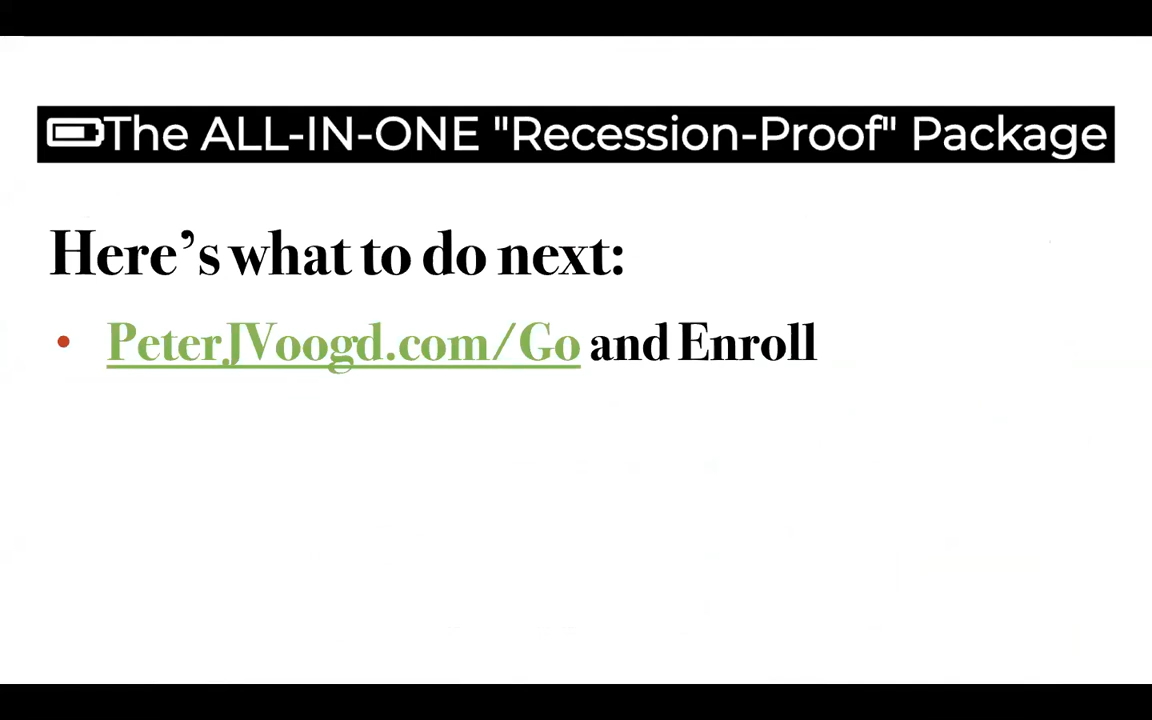 The ALL-IN-ONE "Recession-Proof" Package
Here’s what to do next:
• PeterJVoogd.com/Go and Enroll